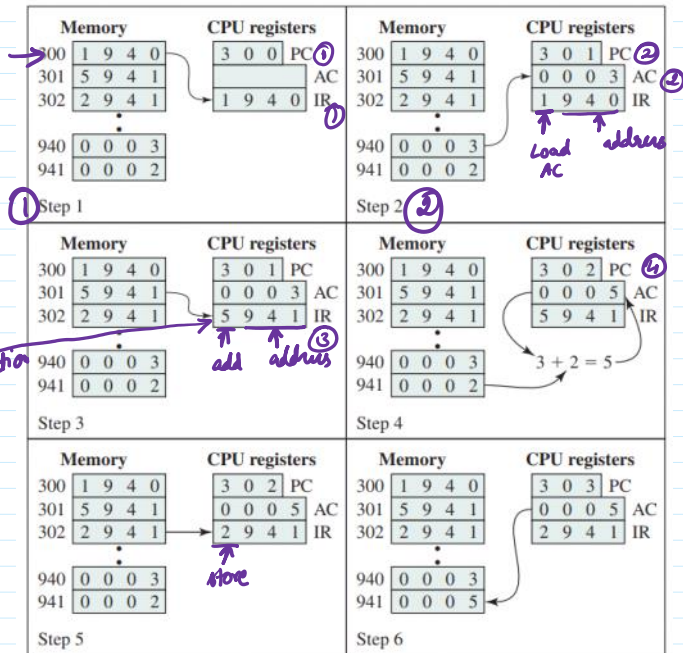 Memory CPU registers
300 1 9 4 0 3 0 0 PC ①
301 5 9 4 1 AC
302 2 9 4 1 1 9 4 0 IR ①
940 0 0 0 3
941 0 0 0 2
① Step 1
Memory CPU registers
300 1 9 4 0 3 0 1 PC ②
301 5 9 4 1 0 0 0 3 AC ②
302 2 9 4 1 1 9 4 0 IR
940 0 0 0 3 Load address
941 0 0 0 2 AC
Step 2 ②
Memory CPU registers
300 1 9 4 0 3 0 1 PC
301 5 9 4 1 0 0 0 3 AC
302 2 9 4 1 5 9 4 1 IR
③
940 0 0 0 3 add address
941 0 0 0 2
Step 3
Memory CPU registers
300 1 9 4 0 3 0 2 PC ④
301 5 9 4 1 0 0 0 5 AC
302 2 9 4 1 5 9 4 1 IR
940 0 0 0 3 3 + 2 = 5
941 0 0 0 2
Step 4
Memory CPU registers
300 1 9 4 0 3 0 2 PC
301 5 9 4 1 0 0 0 5 AC
302 2 9 4 1 2 9 4 1 IR
940 0 0 0 3 store
941 0 0 0 2
Step 5
Memory CPU registers
300 1 9 4 0 3 0 3 PC
301 5 9 4 1 0 0 0 5 AC
302 2 9 4 1 2 9 4 1 IR
940 0 0 0 3
941 0 0 0 5
Step 6